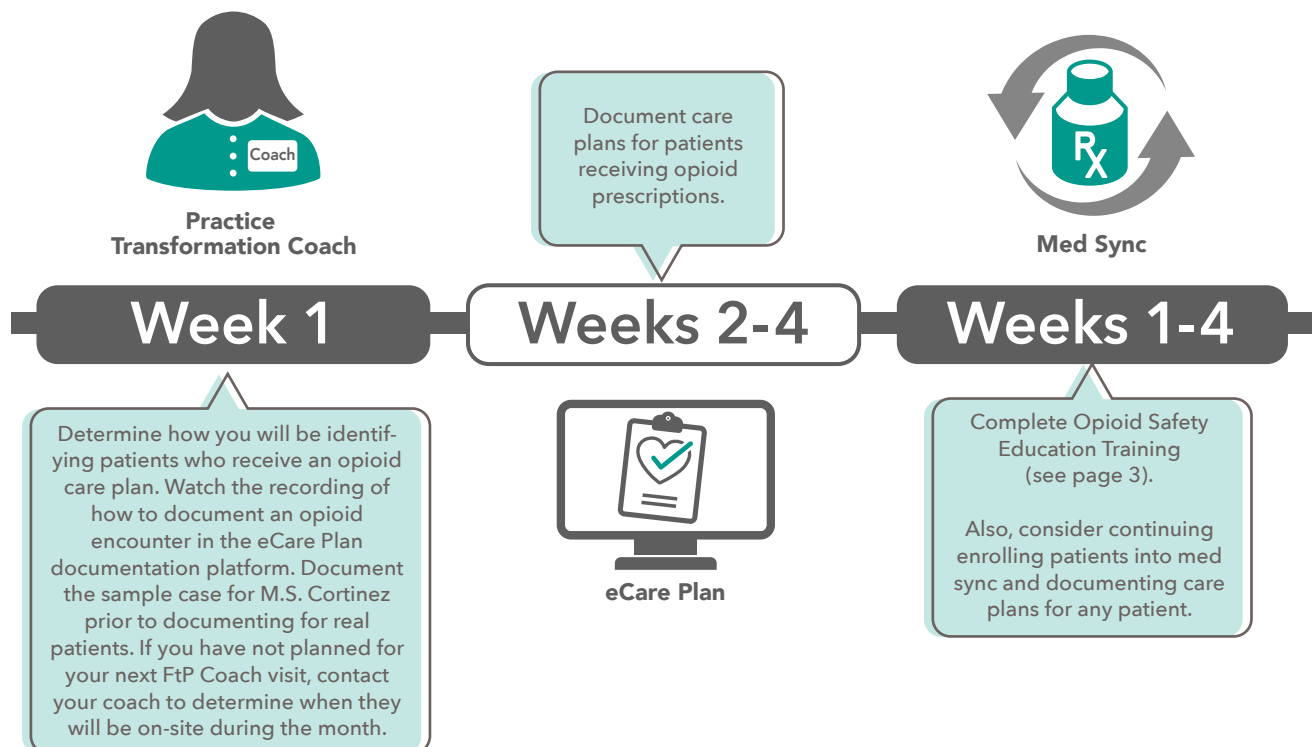 Coach
Practice
Transformation Coach
Document care
plans for patients
receiving opioid
prescriptions.
RX
Med Sync
Week 1
Weeks 2-4
Weeks 1-4
Determine how you will be identif-
ying patients who receive an opioid
care plan. Watch the recording of
how to document an opioid
encounter in the eCare Plan
documentation platform. Document
the sample case for M.S. Cortinez
prior to documenting for real
patients. If you have not planned for
your next FtP Coach visit, contact
your coach to determine when they
will be on-site during the month.
eCare Plan
Complete Opioid Safety
Education Training
(see page 3).
Also, consider continuing
enrolling patients into med
sync and documenting care
plans for any patient.